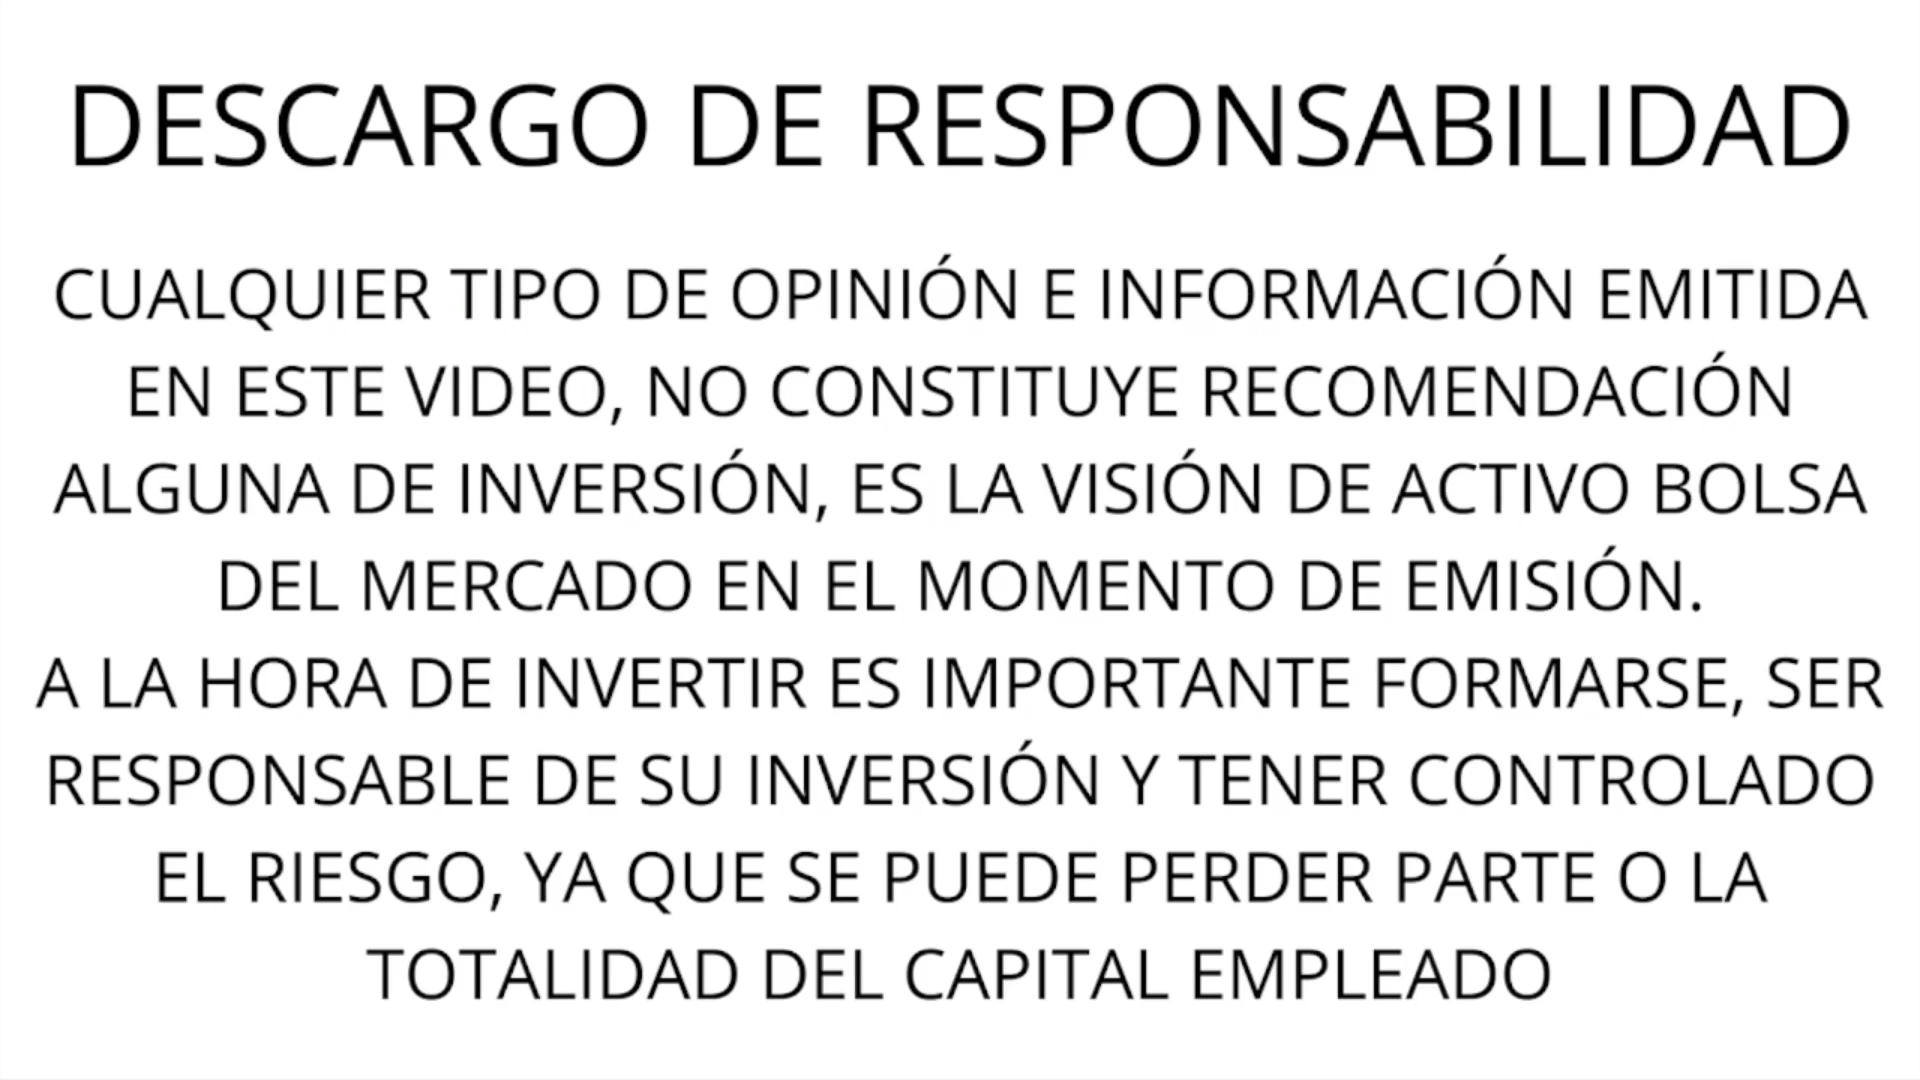 DESCARGO DE RESPONSABILIDAD
CUALQUIER TIPO DE OPINIÓN E INFORMACIÓN EMITIDA
EN ESTE VIDEO, NO CONSTITUYE RECOMENDACIÓN
ALGUNA DE INVERSIÓN, ES LA VISIÓN DE ACTIVO BOLSA
DEL MERCADO EN EL MOMENTO DE EMISIÓN.
A LA HORA DE INVERTIR ES IMPORTANTE FORMARSE, SER
RESPONSABLE DE SU INVERSIÓN Y TENER CONTROLADO
EL RIESGO, YA QUE SE PUEDE PERDER PARTE O LA
TOTALIDAD DEL CAPITAL EMPLEADO